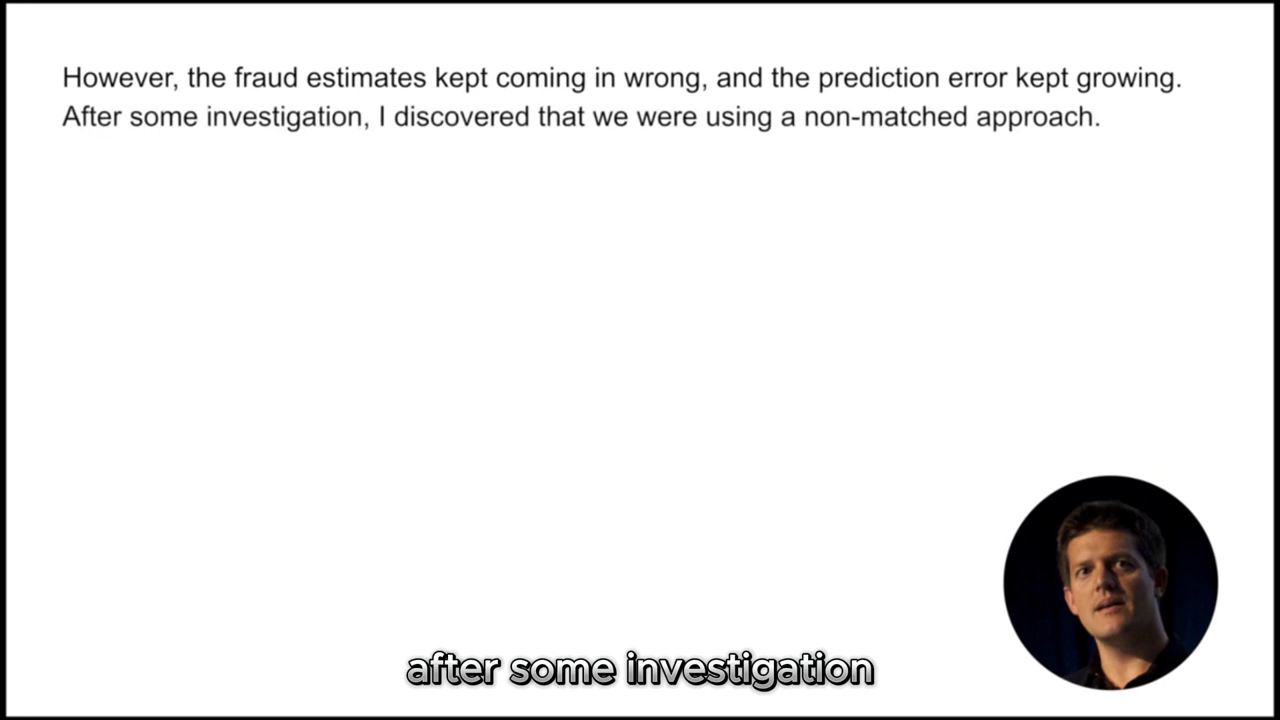 However, the fraud estimates kept coming in wrong, and the prediction error kept growing.
After some investigation, I discovered that we were using a non-matched approach.
after some investigation